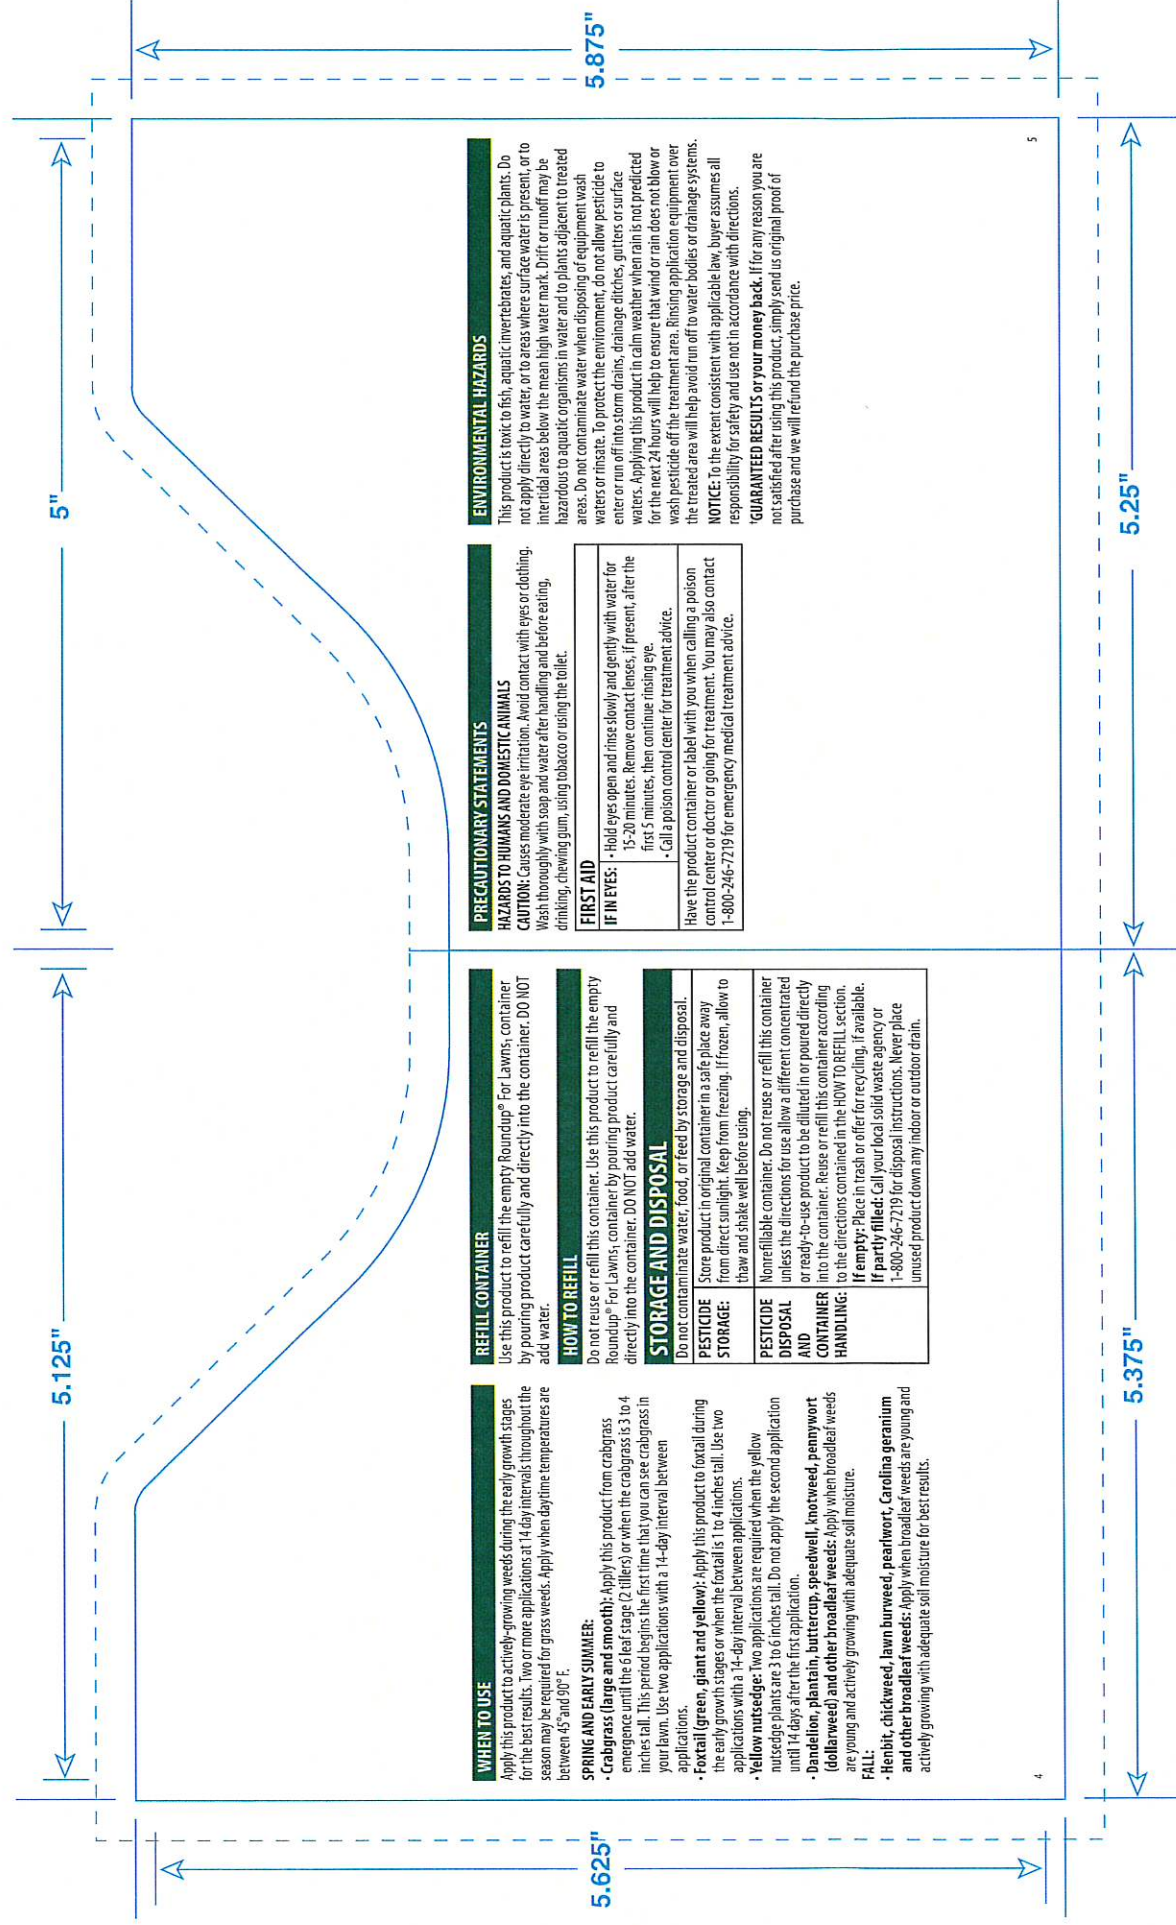 5.125"
5"
5.625"
5.875"
WHEN TO USE
Apply this product to actively-growing weeds during the early growth stages
for the best results. Two or more applications at 14 day intervals throughout the
season may be required for grass weeds. Apply when daytime temperatures are
between 45°and 90° F.
SPRING AND EARLY SUMMER:
• Crabgrass (large and smooth): Apply this product from crabgrass
emergence until the 6 leaf stage (2 tillers) or when the crabgrass is 3 to 4
inches tall. This period begins the first time that you can see crabgrass in
your lawn. Use two applications with a 14-day interval between
applications.
• Foxtail (green, giant and yellow): Apply this product to foxtail during
the early growth stages or when the foxtail is 1 to 4 inches tall. Use two
applications with a 14-day interval between applications.
• Yellow nutsedge: Two applications are required when the yellow
nutsedge plants are 3 to 6 inches tall. Do not apply the second application
until 14 days after the first application.
• Dandelion, plantain, buttercup, speedwell, knotweed, pennywort
(dollarweed) and other broadleaf weeds: Apply when broadleaf weeds
are young and actively growing with adequate soil moisture.
FALL:
• Henbit, chickweed, lawn burweed, pearlwort, Carolina geranium
and other broadleaf weeds: Apply when broadleaf weeds are young and
actively growing with adequate soil moisture for best results.
4
REFILL CONTAINER
Use this product to refill the empty Roundup® For Lawns₁ container
by pouring product carefully and directly into the container. DO NOT
add water.
HOW TO REFILL
Do not reuse or refill this container. Use this product to refill the empty
Roundup® For Lawns₁ container by pouring product carefully and
directly into the container. DO NOT add water.
STORAGE AND DISPOSAL
Do not contaminate water, food, or feed by storage and disposal.
PESTICIDE
STORAGE:
Store product in original container in a safe place away
from direct sunlight. Keep from freezing. If frozen, allow to
thaw and shake well before using.
PESTICIDE
DISPOSAL
AND
CONTAINER
HANDLING:
Nonrefillable container. Do not reuse or refill this container
unless the directions for use allow a different concentrated
or ready-to-use product to be diluted in or poured directly
into the container. Reuse or refill this container according
to the directions contained in the HOW TO REFILL section.
If empty: Place in trash or offer for recycling, if available.
If partly filled: Call your local solid waste agency or
1-800-246-7219 for disposal instructions. Never place
unused product down any indoor or outdoor drain.
PRECAUTIONARY STATEMENTS
HAZARDS TO HUMANS AND DOMESTIC ANIMALS
CAUTION: Causes moderate eye irritation. Avoid contact with eyes or clothing.
Wash thoroughly with soap and water after handling and before eating,
drinking, chewing gum, using tobacco or using the toilet.
FIRST AID
IF IN EYES:
• Hold eyes open and rinse slowly and gently with water for
15-20 minutes. Remove contact lenses, if present, after the
first 5 minutes, then continue rinsing eye.
• Call a poison control center for treatment advice.
Have the product container or label with you when calling a poison
control center or doctor or going for treatment. You may also contact
1-800-246-7219 for emergency medical treatment advice.
ENVIRONMENTAL HAZARDS
This product is toxic to fish, aquatic invertebrates, and aquatic plants. Do
not apply directly to water, or to areas where surface water is present, or to
intertidal areas below the mean high water mark. Drift or runoff may be
hazardous to aquatic organisms in water and to plants adjacent to treated
areas. Do not contaminate water when disposing of equipment wash
waters or rinsate. To protect the environment, do not allow pesticide to
enter or run off into storm drains, drainage ditches, gutters or surface
waters. Applying this product in calm weather when rain is not predicted
for the next 24 hours will help to ensure that wind or rain does not blow or
wash pesticide off the treatment area. Rinsing application equipment over
the treated area will help avoid run off to water bodies or drainage systems.
NOTICE: To the extent consistent with applicable law, buyer assumes all
responsibility for safety and use not in accordance with directions.
†GUARANTEED RESULTS or your money back. If for any reason you are
not satisfied after using this product, simply send us original proof of
purchase and we will refund the purchase price.
5
5.375"
5.25"